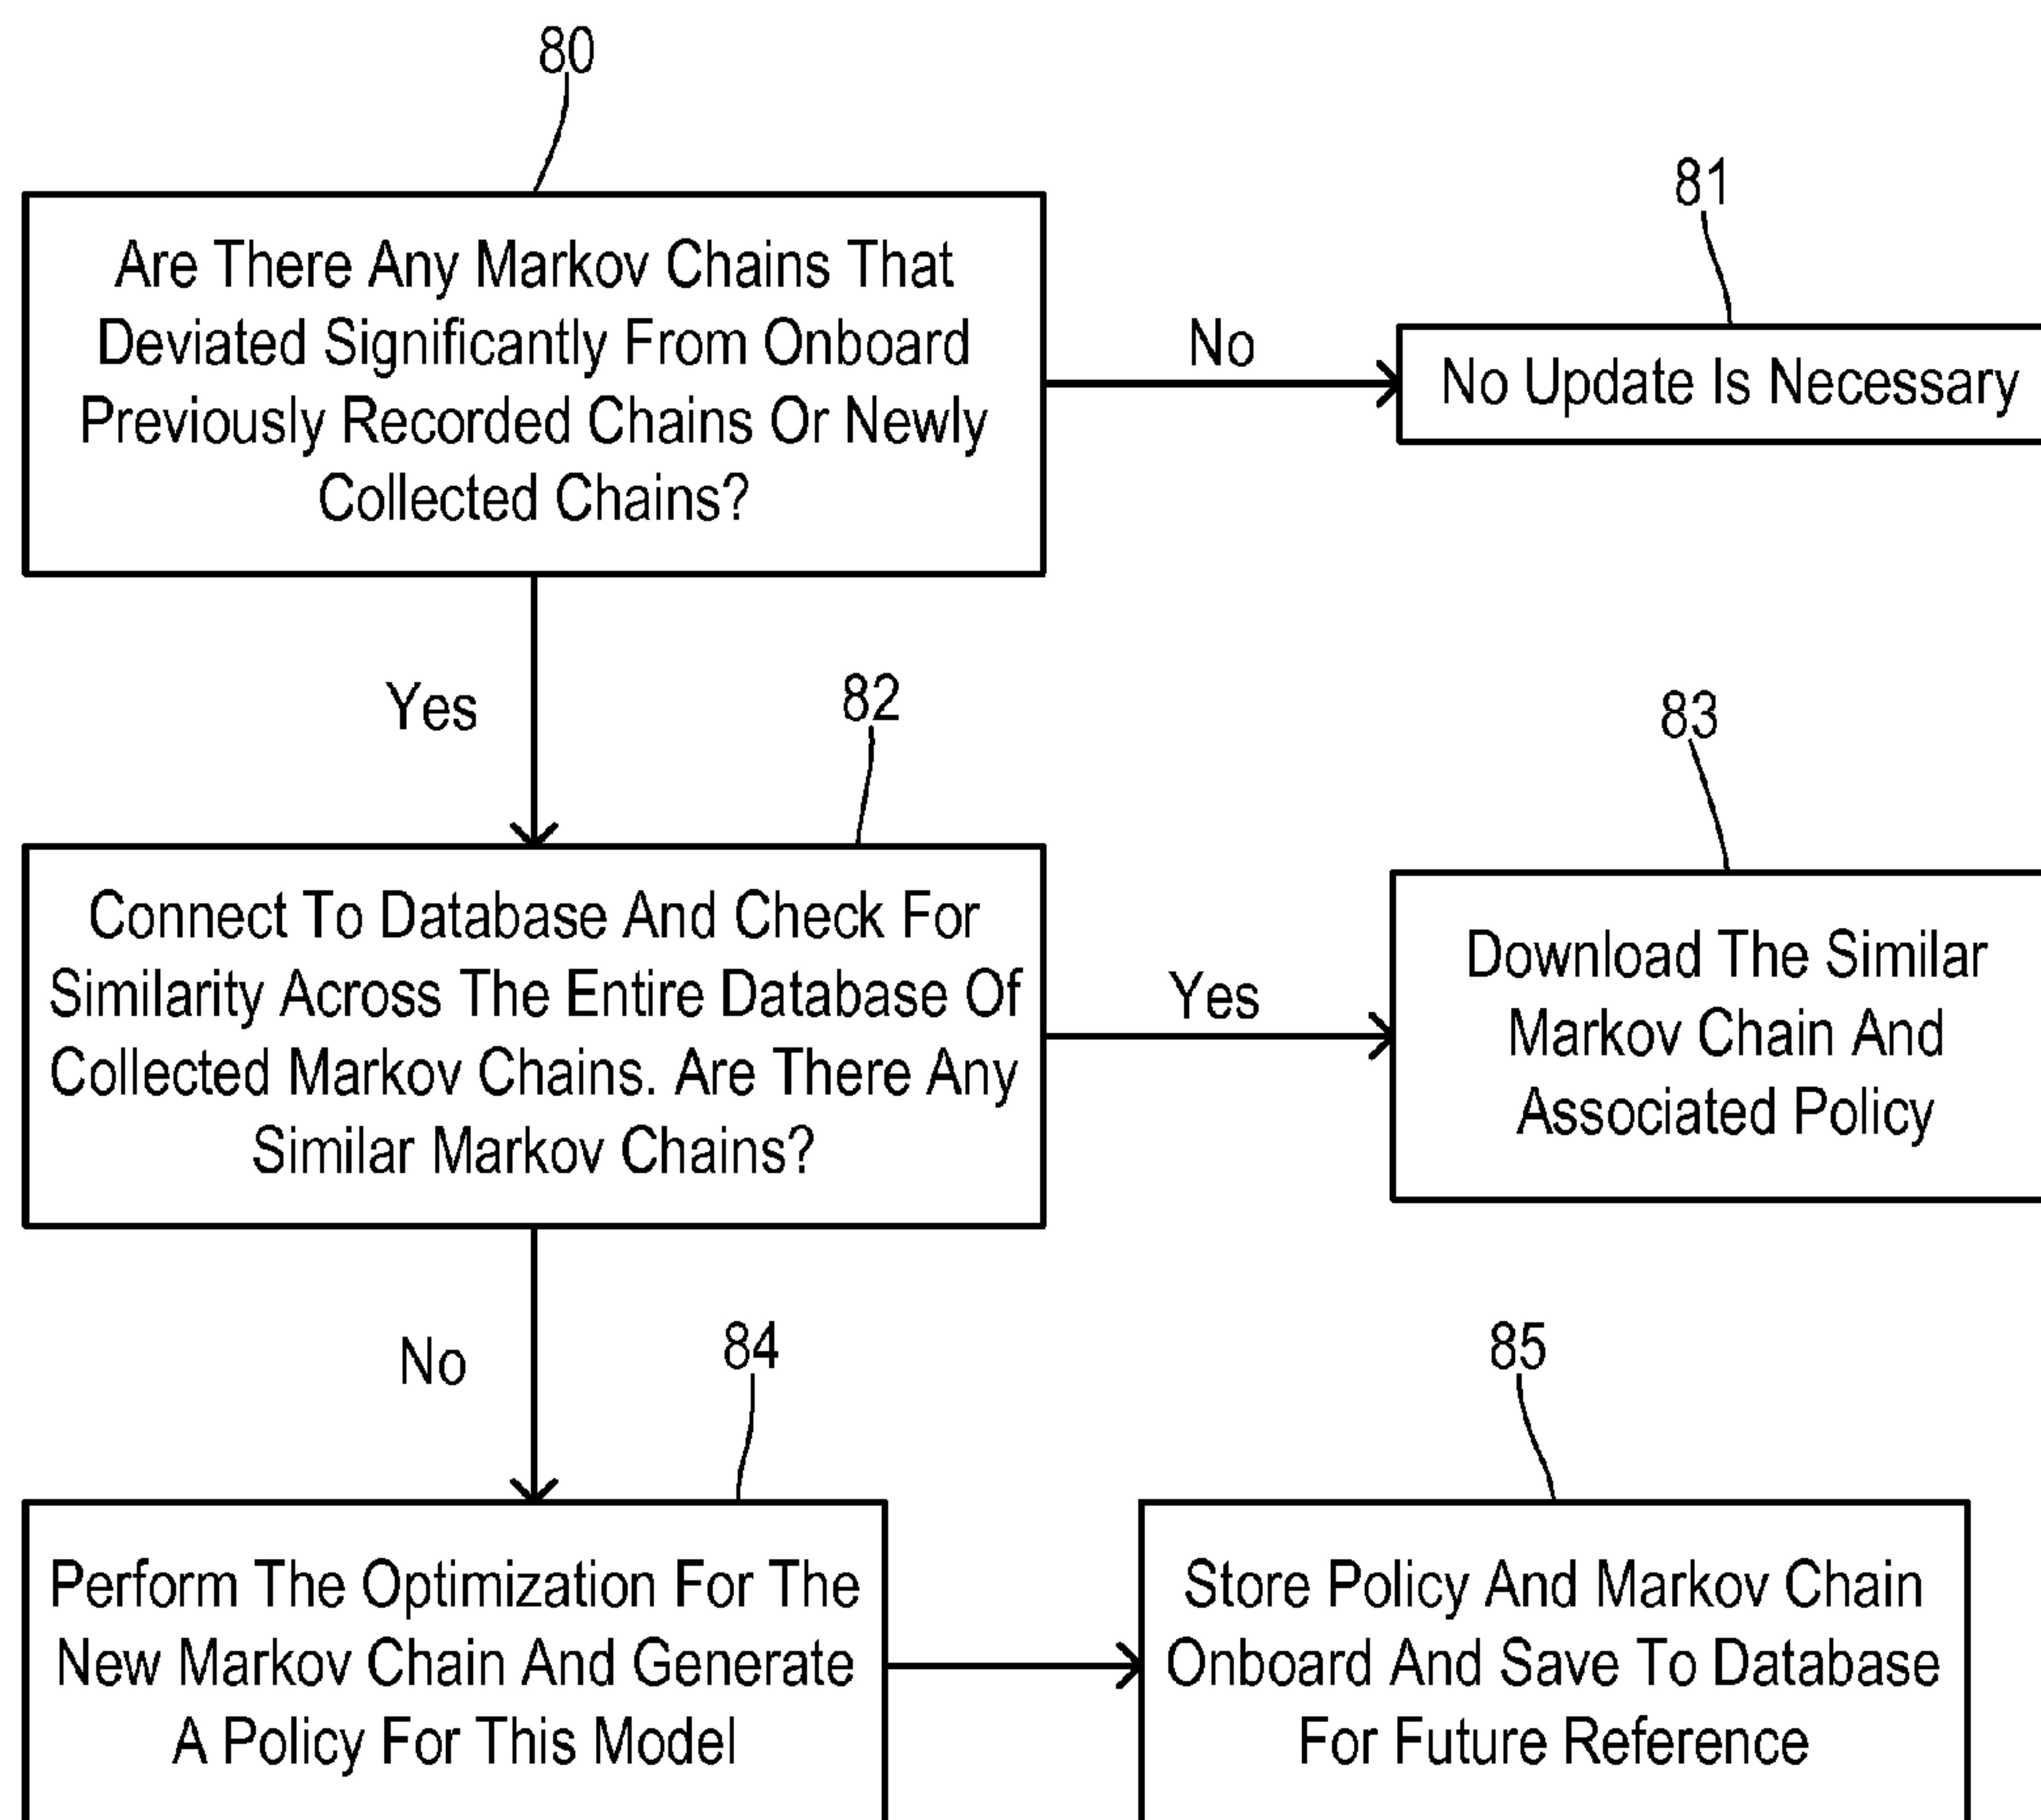 80
Are There Any Markov Chains That
Deviated Significantly From Onboard
Previously Recorded Chains Or Newly
Collected Chains?
No
81
No Update Is Necessary
Yes
82
Connect To Database And Check For
Similarity Across The Entire Database Of
Collected Markov Chains. Are There Any
Similar Markov Chains?
Yes
83
Download The Similar
Markov Chain And
Associated Policy
No
84
Perform The Optimization For The
New Markov Chain And Generate
A Policy For This Model
85
Store Policy And Markov Chain
Onboard And Save To Database
For Future Reference